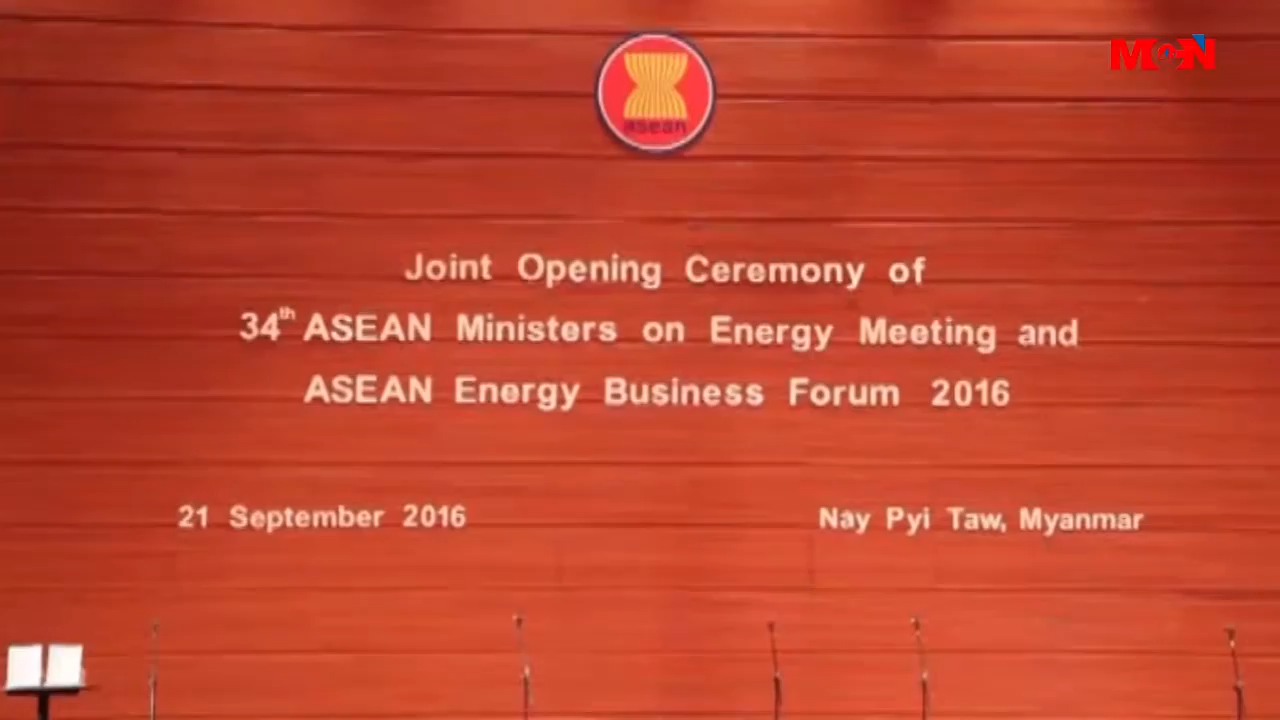 MCN
asean
Joint Opening Ceremony of
34th ASEAN Ministers on Energy Meeting and
ASEAN Energy Business Forum 2016
21 September 2016
Nay Pyi Taw, Myanmar